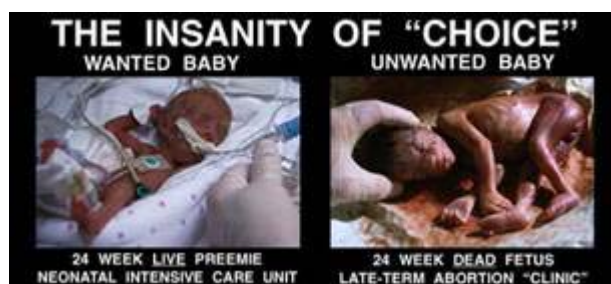 THE INSANITY OF “CHOICE”
WANTED BABY
UNWANTED BABY
24 WEEK LIVE PREEMIE
NEONATAL INTENSIVE CARE UNIT
24 WEEK DEAD FETUS
LATE-TERM ABORTION “CLINIC”